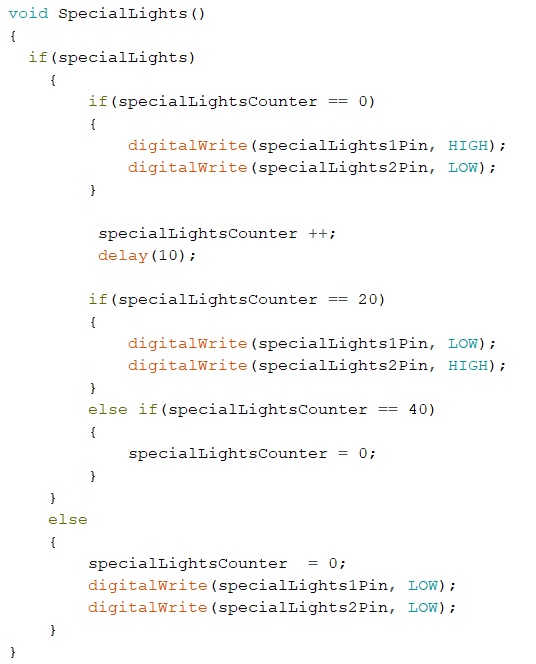 void SpecialLights()
{
  if(specialLights)
    {
        if(specialLightsCounter == 0)
        {
            digitalWrite(specialLights1Pin, HIGH);
            digitalWrite(specialLights2Pin, LOW);
        }

         specialLightsCounter ++;
         delay(10);

        if(specialLightsCounter == 20)
        {
            digitalWrite(specialLights1Pin, LOW);
            digitalWrite(specialLights2Pin, HIGH);
        }
        else if(specialLightsCounter == 40)
        {
            specialLightsCounter = 0;
        }
    }
    else
    {
        specialLightsCounter  = 0;
        digitalWrite(specialLights1Pin, LOW);
        digitalWrite(specialLights2Pin, LOW);
    }
}